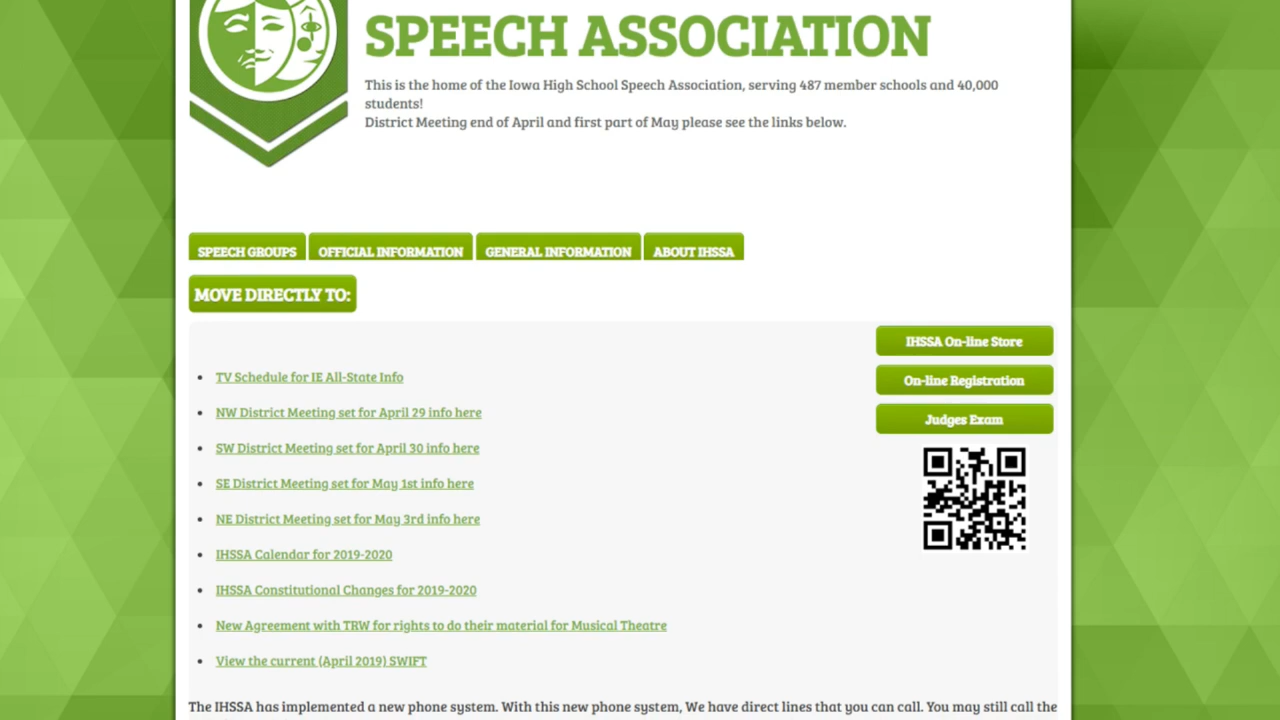 SPEECH ASSOCIATION
This is the home of the Iowa High School Speech Association, serving 487 member schools and 40,000
students!
District Meeting end of April and first part of May please see the links below.
SPEECH GROUPS
OFFICIAL INFORMATION
GENERAL INFORMATION
ABOUT IHSSA
MOVE DIRECTLY TO:
IHSSA On-line Store
On-line Registration
Judges Exam
TV Schedule for IE All-State Info
NW District Meeting set for April 29 info here
SW District Meeting set for April 30 info here
SE District Meeting set for May 1st info here
NE District Meeting set for May 3rd info here
IHSSA Calendar for 2019-2020
IHSSA Constitutional Changes for 2019-2020
New Agreement with TRW for rights to do their material for Musical Theatre
View the current (April 2019) SWIFT
The IHSSA has implemented a new phone system. With this new phone system, We have direct lines that you can call. You may still call the